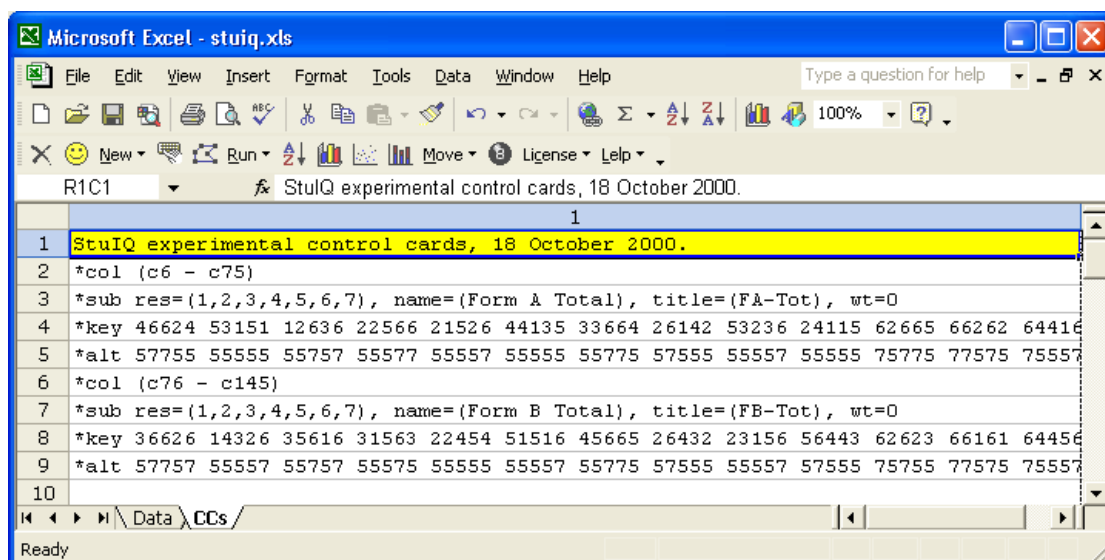 Microsoft Excel - stuiq.xls
File Edit View Insert Format Tools Data Window Help Type a question for help
ABC Σ A Z Z A 100% ?
New Run A Z Move License Lelp
R1C1 fx StuIQ experimental control cards, 18 October 2000.
1
1 StuIQ experimental control cards, 18 October 2000.
2 *col (c6 - c75)
3 *sub res=(1,2,3,4,5,6,7), name=(Form A Total), title=(FA-Tot), wt=0
4 *key 46624 53151 12636 22566 21526 44135 33664 26142 53236 24115 62665 66262 64416
5 *alt 57755 55555 55757 55577 55557 55555 55775 57555 55557 55555 75775 77575 75557
6 *col (c76 - c145)
7 *sub res=(1,2,3,4,5,6,7), name=(Form B Total), title=(FB-Tot), wt=0
8 *key 36626 14326 35616 31563 22454 51516 45665 26432 23156 56443 62623 66161 64456
9 *alt 57757 55557 55757 55575 55555 55557 55775 57555 55557 57555 75755 77575 75557
10
Data CCs
Ready